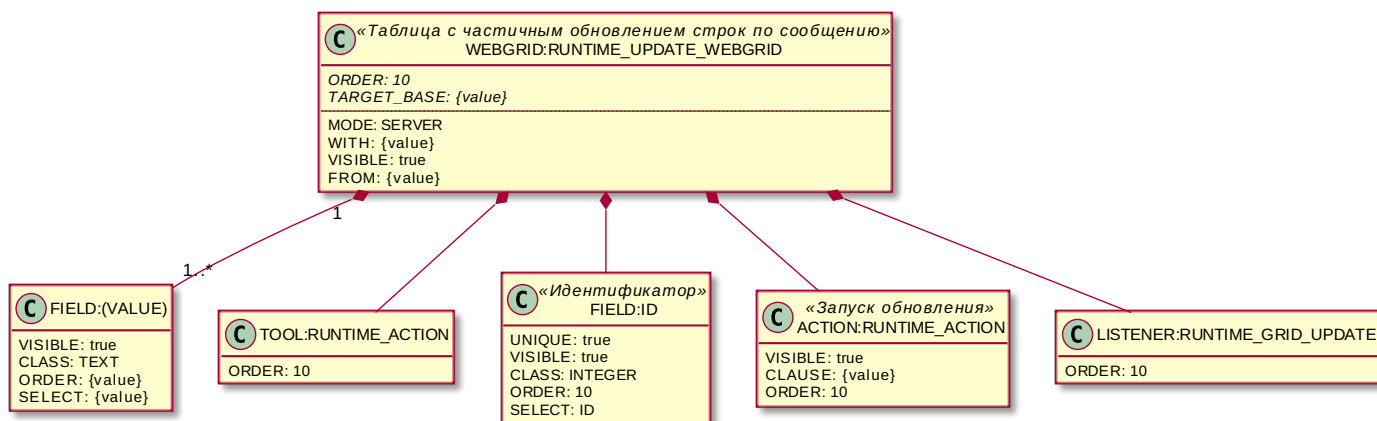 C «Таблица с частичным обновлением строк по сообщению»
WEBGRID:RUNTIME_UPDATE_WEBGRID
ORDER: 10
TARGET_BASE: {value}
MODE: SERVER
WITH: {value}
VISIBLE: true
FROM: {value}
1
1..*
C FIELD:(VALUE)
VISIBLE: true
CLASS: TEXT
ORDER: {value}
SELECT: {value}
C TOOL:RUNTIME_ACTION
ORDER: 10
C «Идентификатор»
FIELD:ID
UNIQUE: true
VISIBLE: true
CLASS: INTEGER
ORDER: 10
SELECT: ID
C «Запуск обновления»
ACTION:RUNTIME_ACTION
VISIBLE: true
CLAUSE: {value}
ORDER: 10
C LISTENER:RUNTIME_GRID_UPDATE
ORDER: 10